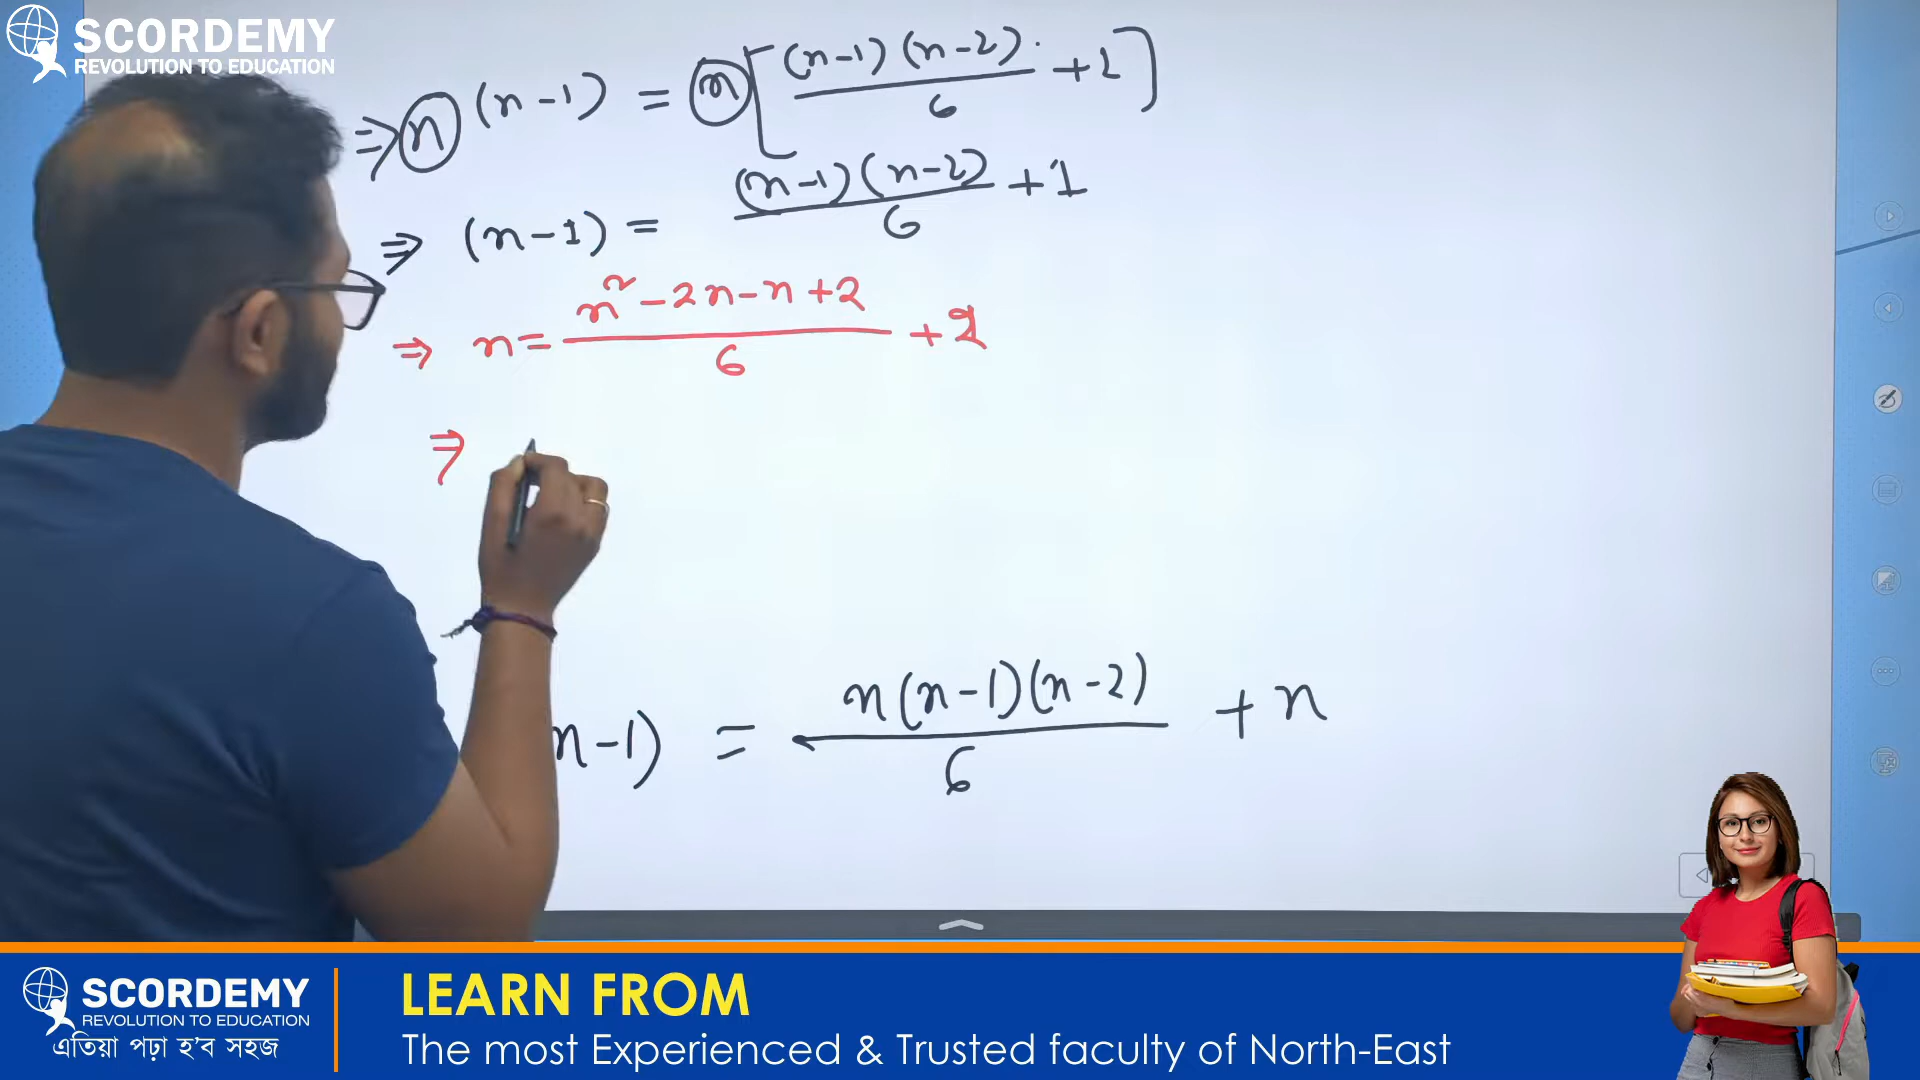 SCORDEMY
REVOLUTION TO EDUCATION
⇒ n (n-1) = n [ (n-1)(n-2) / 6 + 1 ]
⇒ (n-1) = (n-1)(n-2) / 6 + 1
⇒ n = n² -2n-n+2 / 6 + 2
⇒
n-1) = n(n-1)(n-2) / 6 + n
SCORDEMY
REVOLUTION TO EDUCATION
এতিয়া পঢ়া হ'ব সহজ
LEARN FROM
The most Experienced & Trusted faculty of North-East